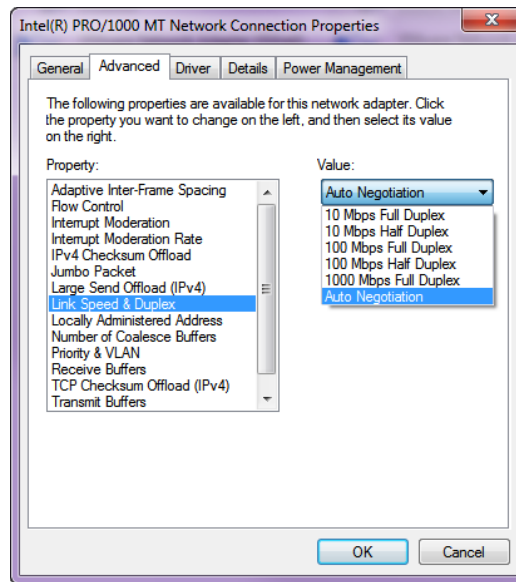 Intel(R) PRO/1000 MT Network Connection Properties
General Advanced Driver Details Power Management
The following properties are available for this network adapter. Click
the property you want to change on the left, and then select its value
on the right.
Property:
Adaptive Inter-Frame Spacing
Flow Control
Interrupt Moderation
Interrupt Moderation Rate
IPv4 Checksum Offload
Jumbo Packet
Large Send Offload (IPv4)
Link Speed & Duplex
Locally Administered Address
Number of Coalesce Buffers
Priority & VLAN
Receive Buffers
TCP Checksum Offload (IPv4)
Transmit Buffers
Value:
Auto Negotiation
10 Mbps Full Duplex
10 Mbps Half Duplex
100 Mbps Full Duplex
100 Mbps Half Duplex
1000 Mbps Full Duplex
Auto Negotiation
OK Cancel